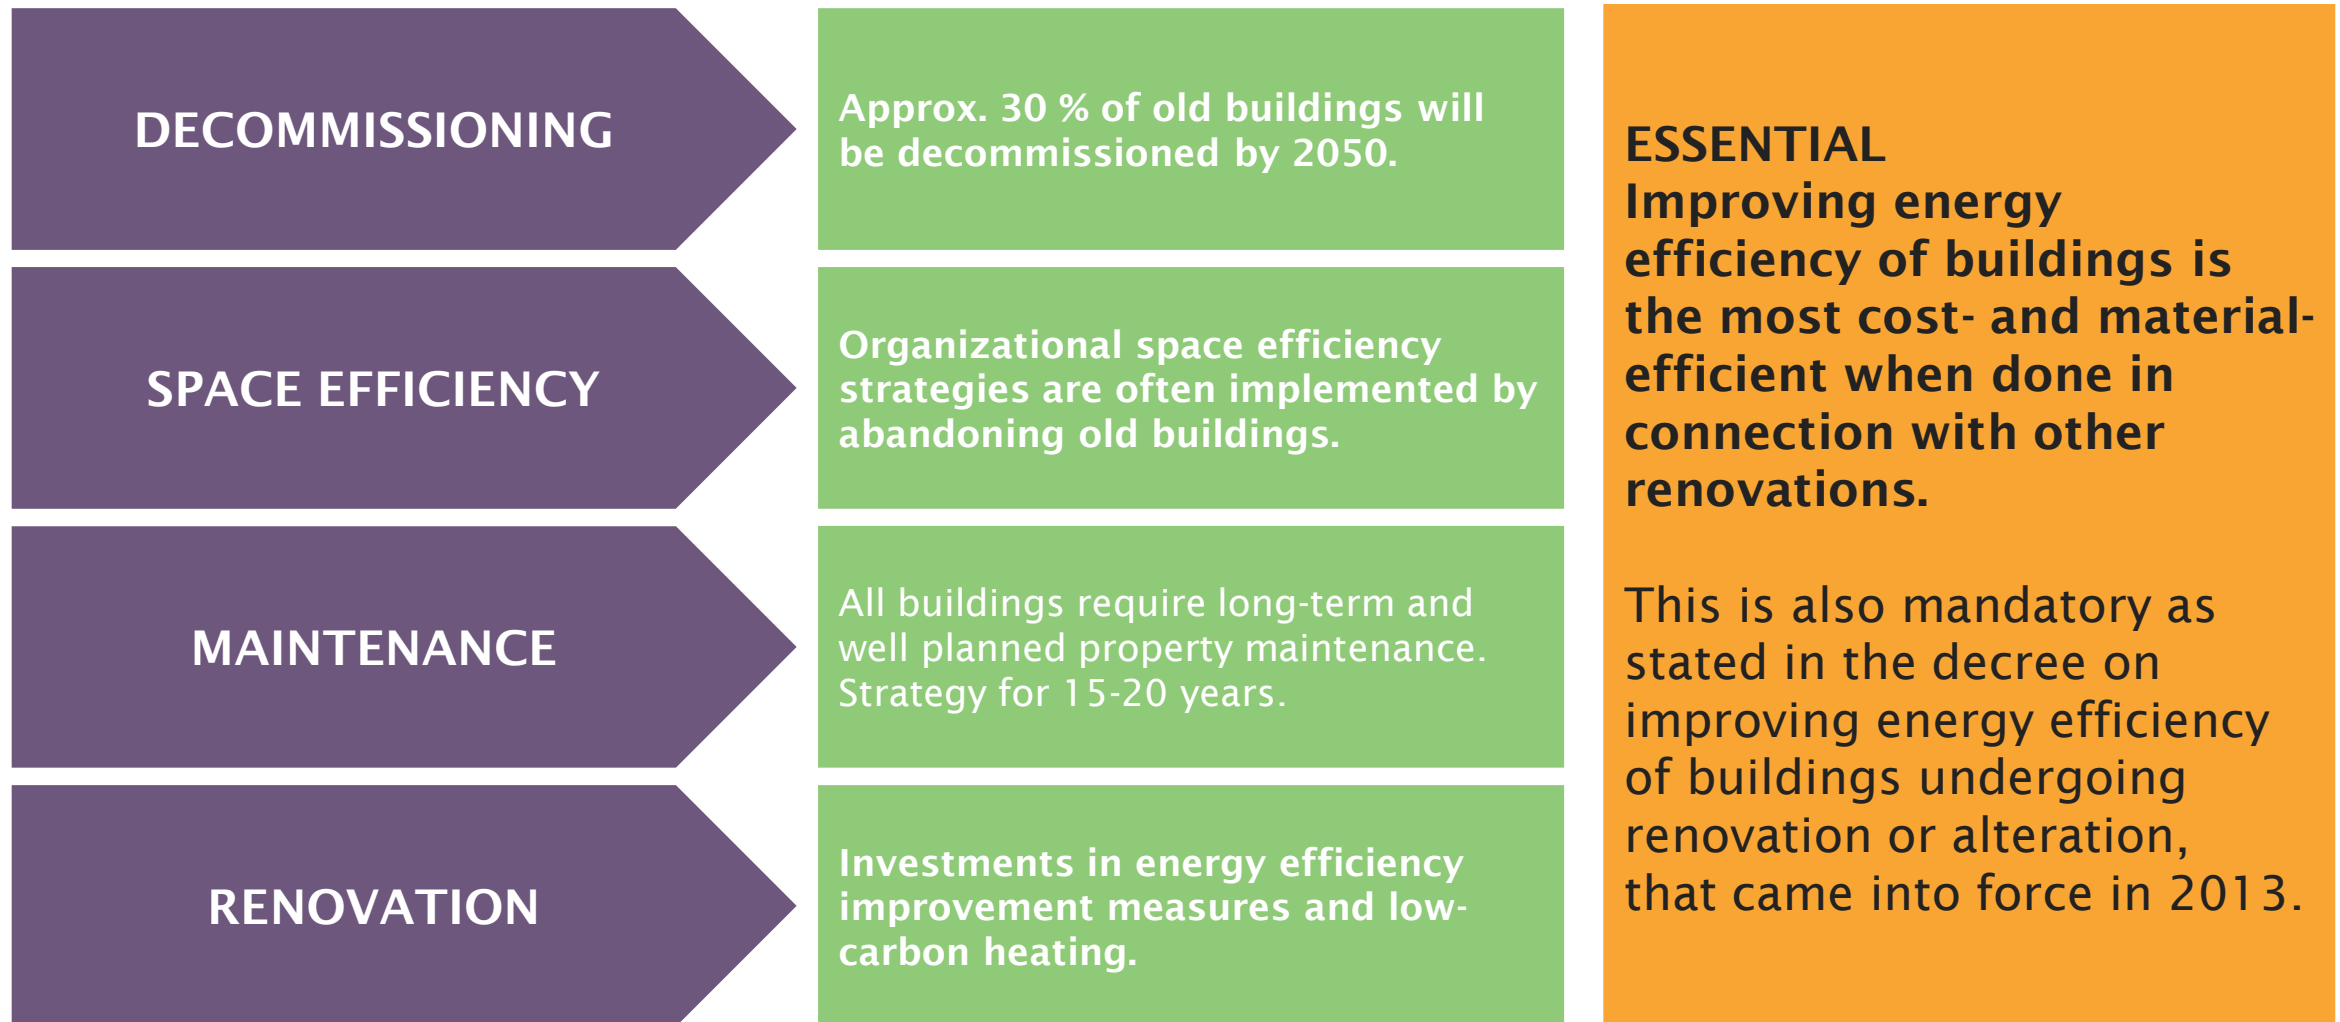 DECOMMISSIONING
Approx. 30 % of old buildings will
be decommissioned by 2050.
SPACE EFFICIENCY
Organizational space efficiency
strategies are often implemented by
abandoning old buildings.
MAINTENANCE
All buildings require long-term and
well planned property maintenance.
Strategy for 15-20 years.
RENOVATION
Investments in energy efficiency
improvement measures and low-
carbon heating.
ESSENTIAL
Improving energy
efficiency of buildings is
the most cost- and material-
efficient when done in
connection with other
renovations.
This is also mandatory as
stated in the decree on
improving energy efficiency
of buildings undergoing
renovation or alteration,
that came into force in 2013.